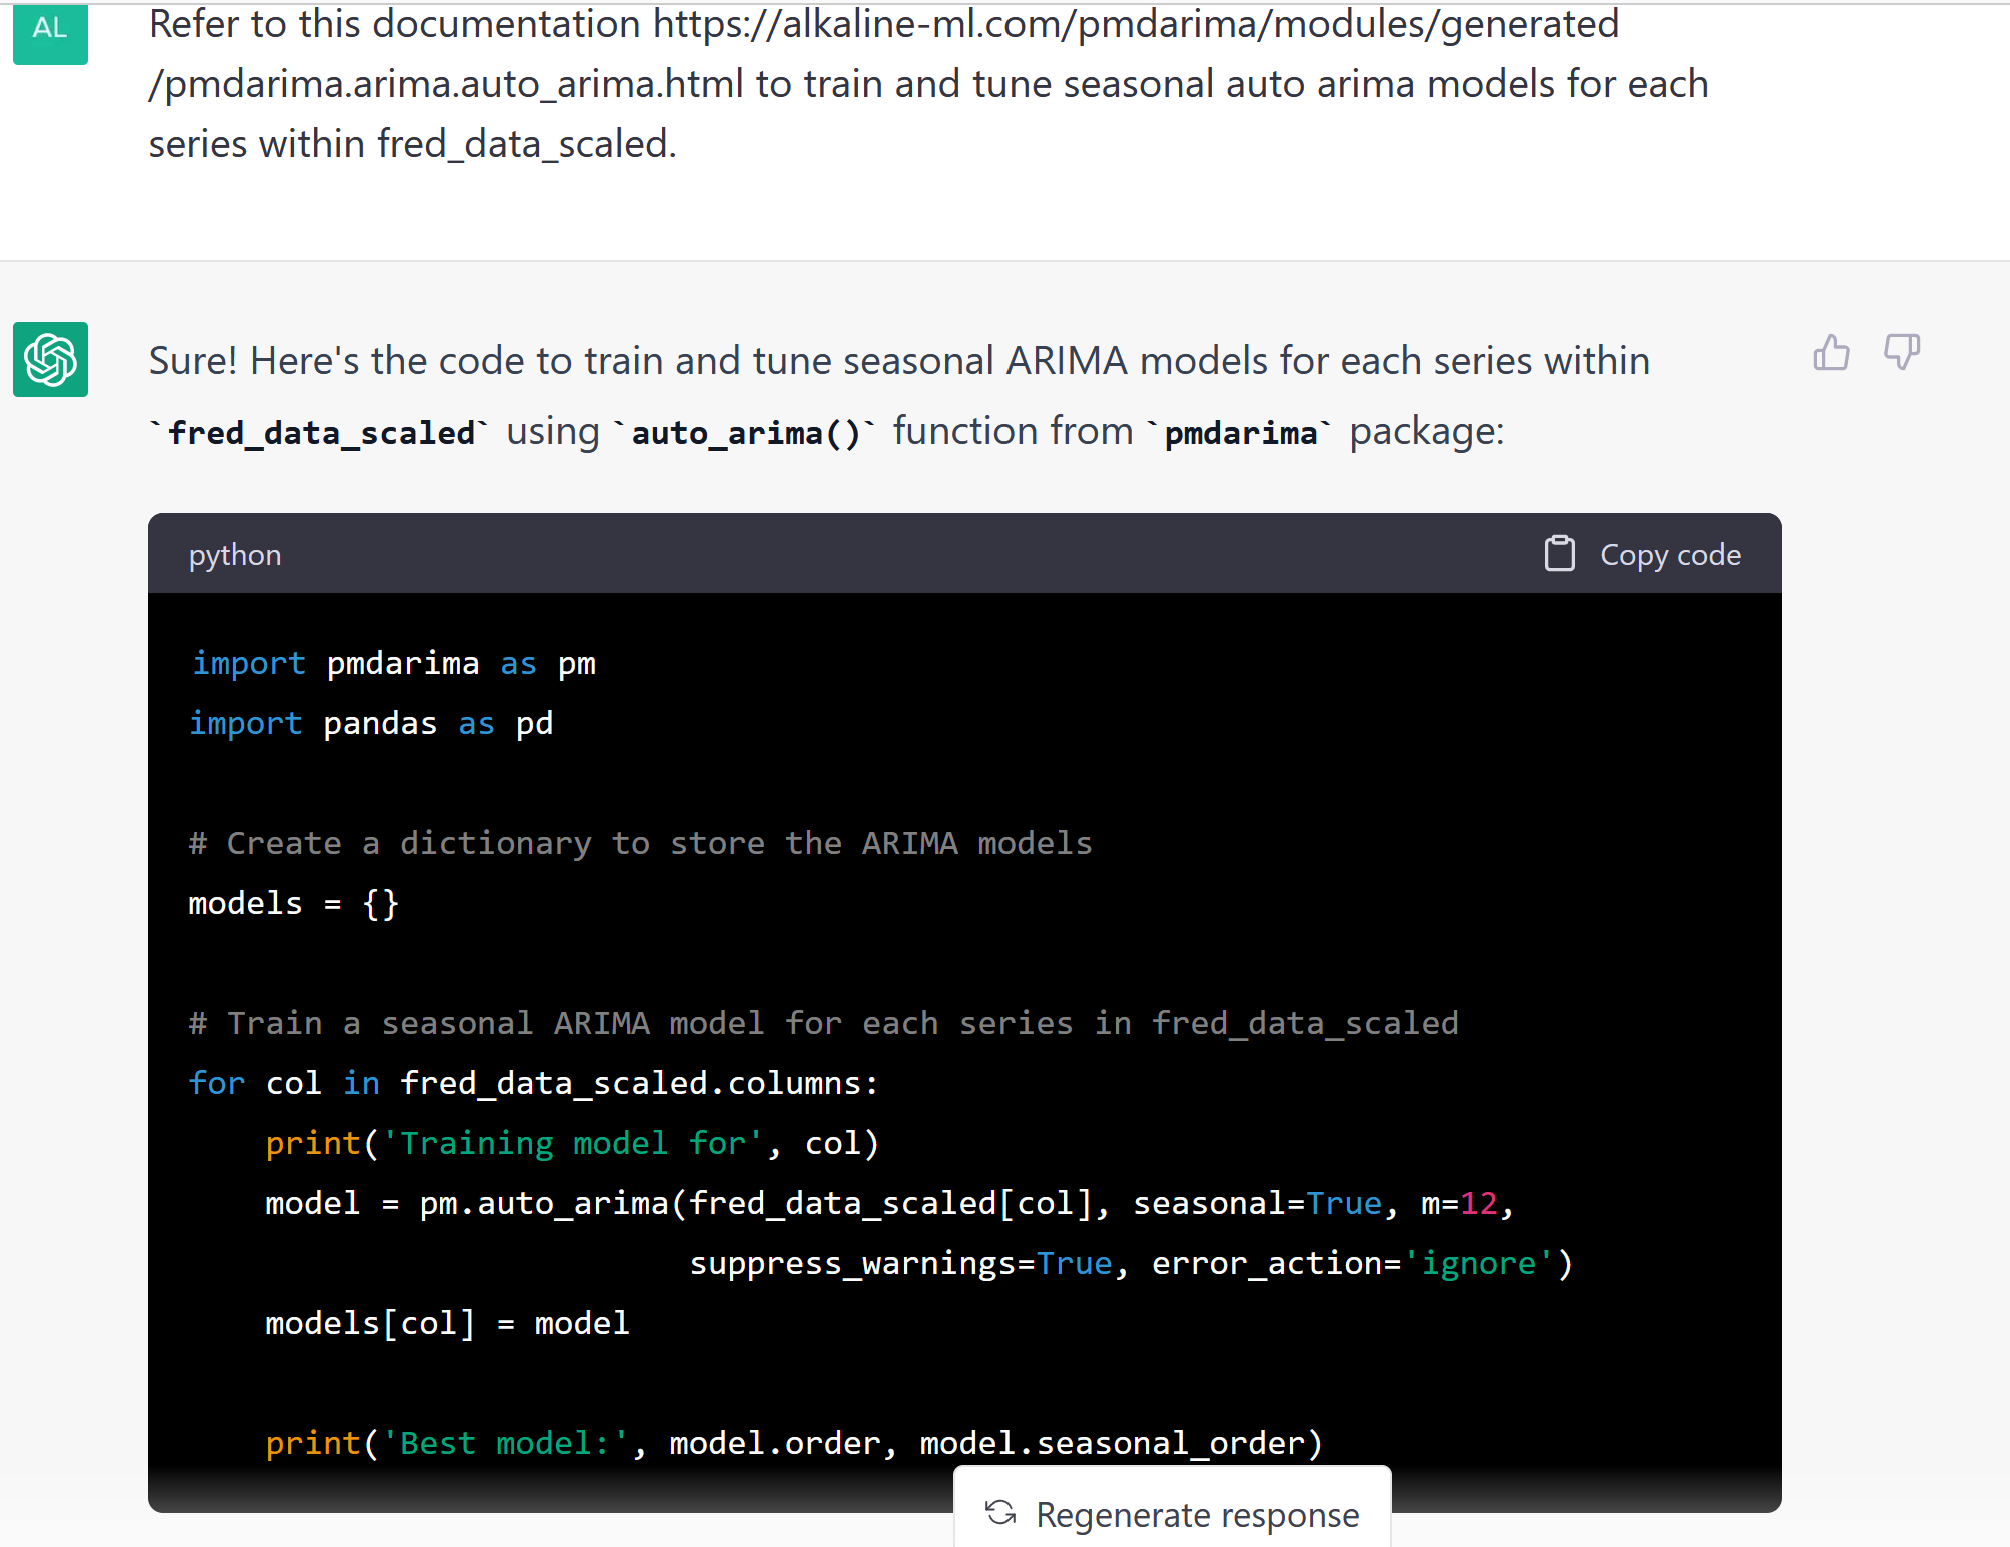 AL
Refer to this documentation https://alkaline-ml.com/pmdarima/modules/generated
/pmdarima.arima.auto_arima.html to train and tune seasonal auto arima models for each
series within fred_data_scaled.
Sure! Here's the code to train and tune seasonal ARIMA models for each series within
`fred_data_scaled` using `auto_arima()` function from `pmdarima` package:
python
Copy code
import pmdarima as pm
import pandas as pd
# Create a dictionary to store the ARIMA models
models = {}
# Train a seasonal ARIMA model for each series in fred_data_scaled
for col in fred_data_scaled.columns:
    print('Training model for', col)
    model = pm.auto_arima(fred_data_scaled[col], seasonal=True, m=12,
                          suppress_warnings=True, error_action='ignore')
    models[col] = model
    print('Best model:', model.order, model.seasonal_order)
Regenerate response